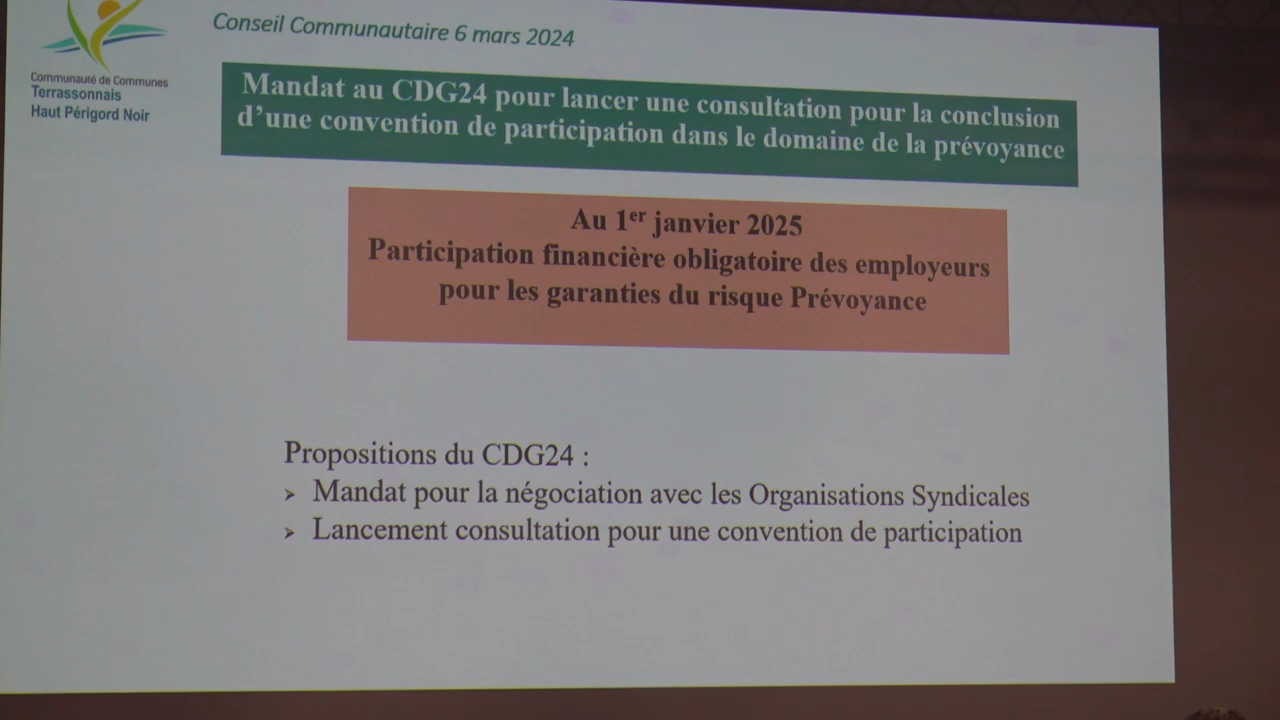 Conseil Communautaire 6 mars 2024
Communauté de Communes
Terrassonnais
Haut Périgord Noir
Mandat au CDG24 pour lancer une consultation pour la conclusion
d’une convention de participation dans le domaine de la prévoyance
Au 1er janvier 2025
Participation financière obligatoire des employeurs
pour les garanties du risque Prévoyance
Propositions du CDG24 :
➢ Mandat pour la négociation avec les Organisations Syndicales
➢ Lancement consultation pour une convention de participation